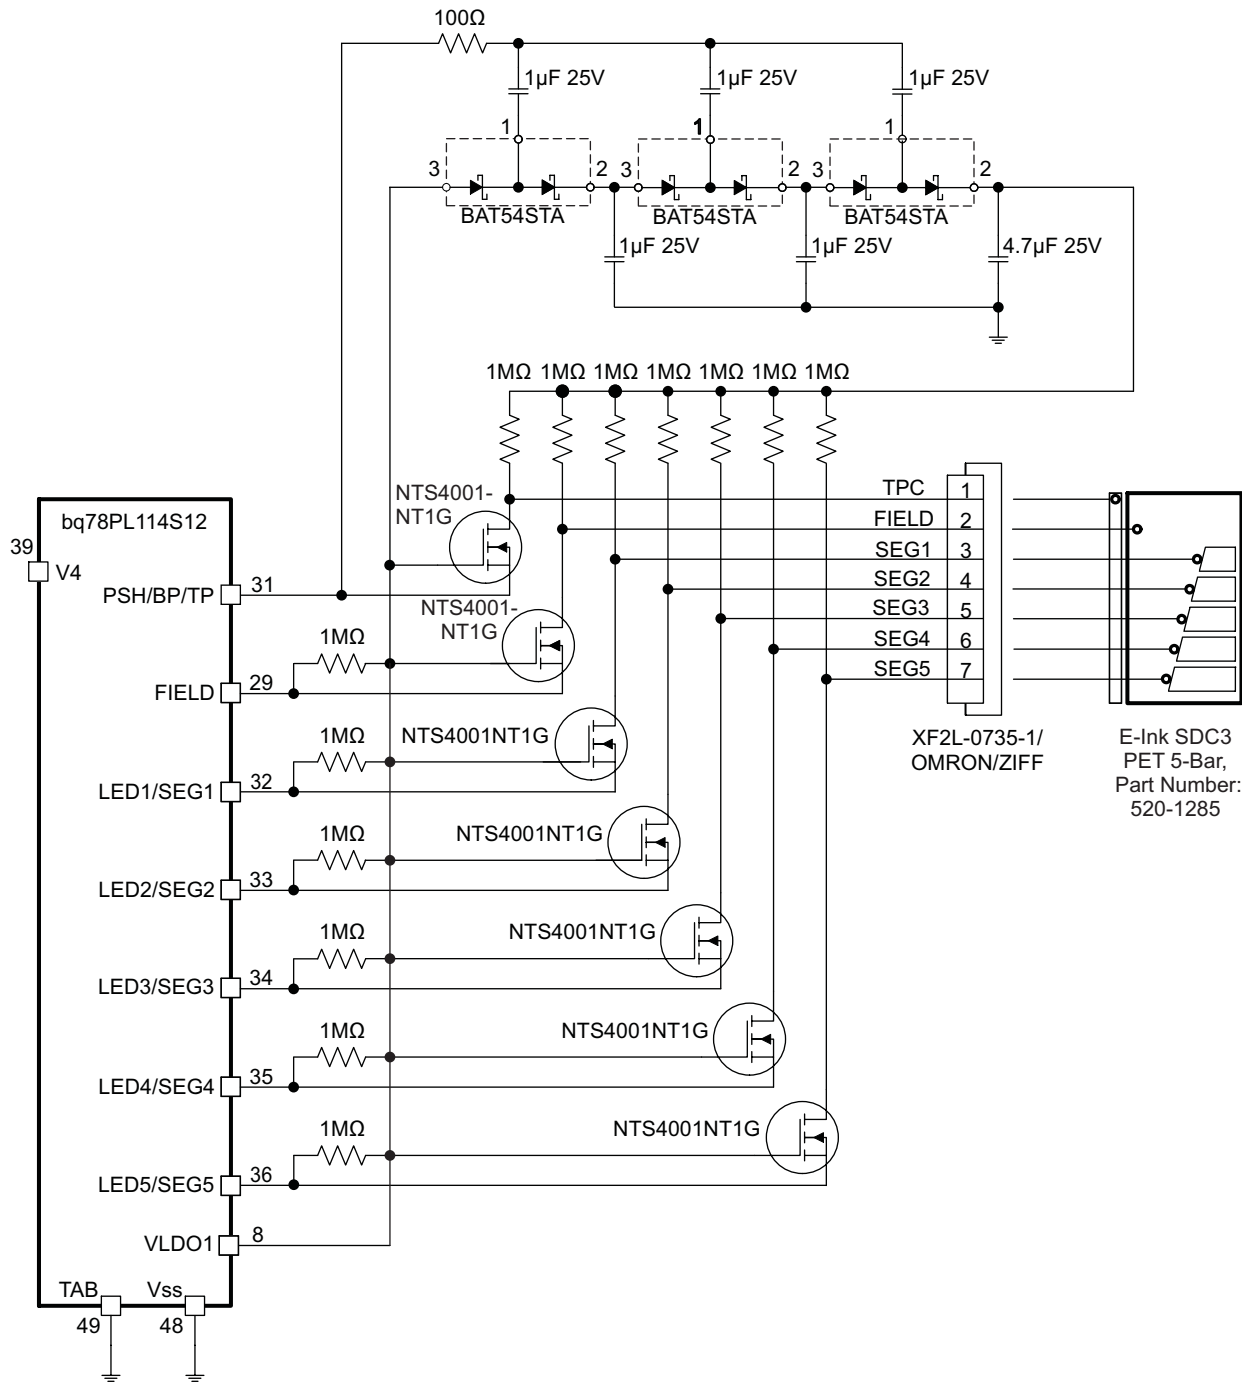 100Ω
1µF 25V
1µF 25V
1µF 25V
1
1
1
3
2
3
2
3
2
BAT54STA
BAT54STA
BAT54STA
1µF 25V
1µF 25V
4.7µF 25V
1MΩ 1MΩ 1MΩ 1MΩ 1MΩ 1MΩ 1MΩ
NTS4001-
NT1G
TPC
1
FIELD
2
SEG1
3
SEG2
4
SEG3
5
SEG4
6
SEG5
7
bq78PL114S12
39
V4
PSH/BP/TP
31
NTS4001-
NT1G
1MΩ
FIELD
29
XF2L-0735-1/
OMRON/ZIFF
E-Ink SDC3
PET 5-Bar,
Part Number:
520-1285
1MΩ
NTS4001NT1G
LED1/SEG1
32
1MΩ
NTS4001NT1G
LED2/SEG2
33
1MΩ
NTS4001NT1G
LED3/SEG3
34
1MΩ
NTS4001NT1G
LED4/SEG4
35
1MΩ
NTS4001NT1G
LED5/SEG5
36
VLDO1
8
TAB
Vss
49
48